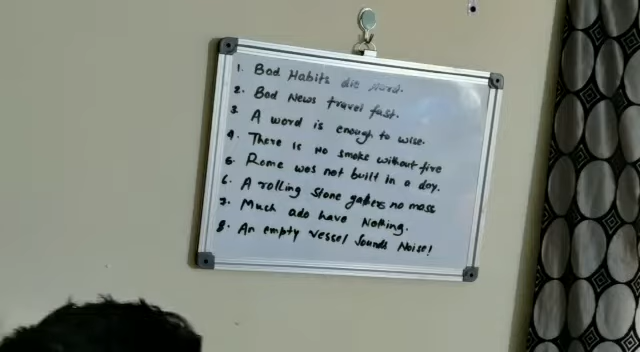 1. Bad Habits die hard.
2. Bad News travel fast.
3. A word is enough to wise.
4. There is no smoke without fire
5. Rome was not built in a day.
6. A rolling stone gathers no moss
7. Much ado have Nothing.
8. An empty vessel sounds Noise!